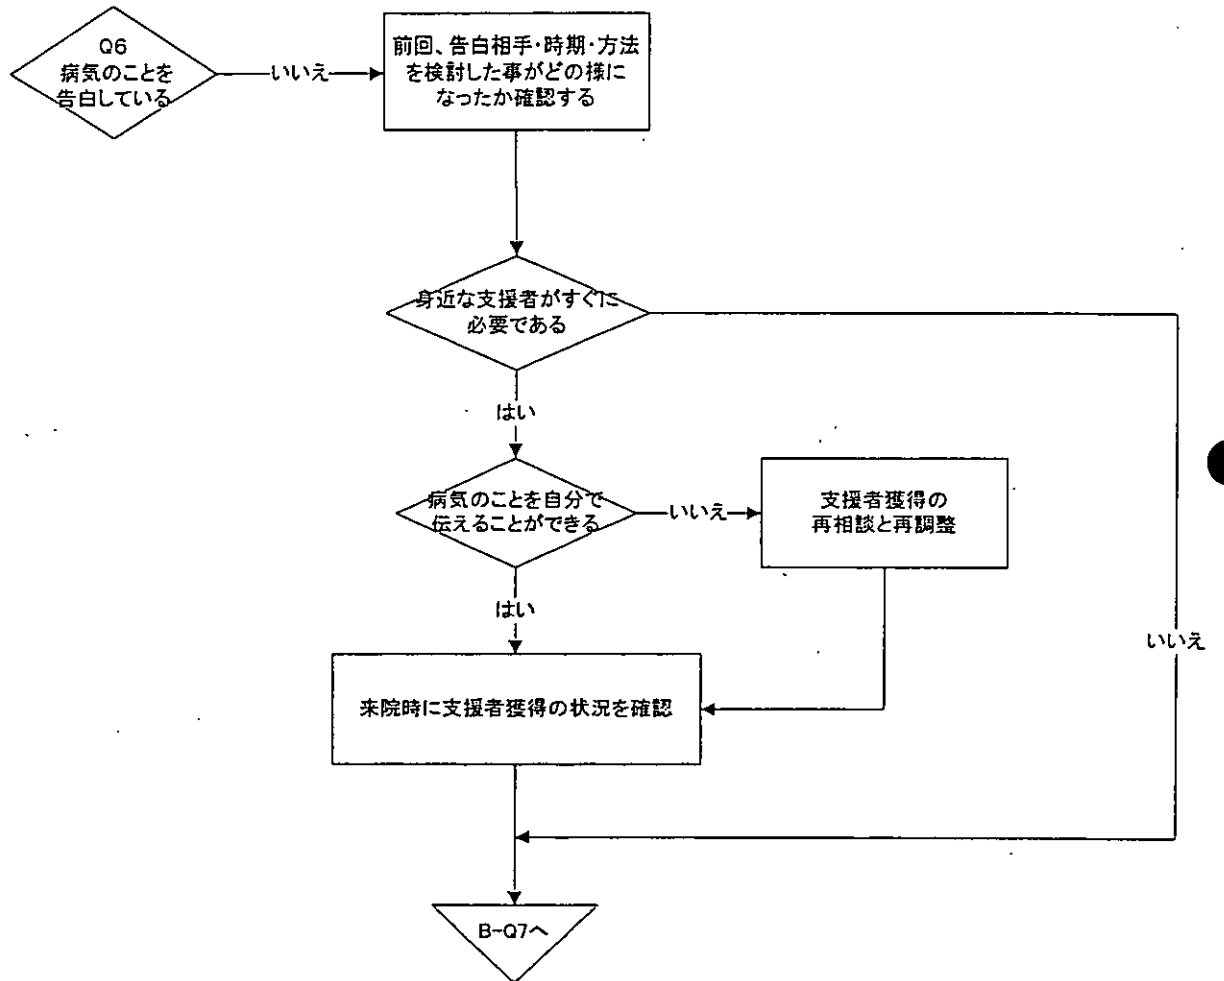 Q6
病気のことを
告白している
いいえ
前回、告白相手・時期・方法
を検討した事がどの様に
なったか確認する
身近な支援者がすぐに
必要である
はい
病気のことを自分で
伝えることができる
いいえ
支援者獲得の
再相談と再調整
はい
いいえ
来院時に支援者獲得の状況を確認
B-Q7へ